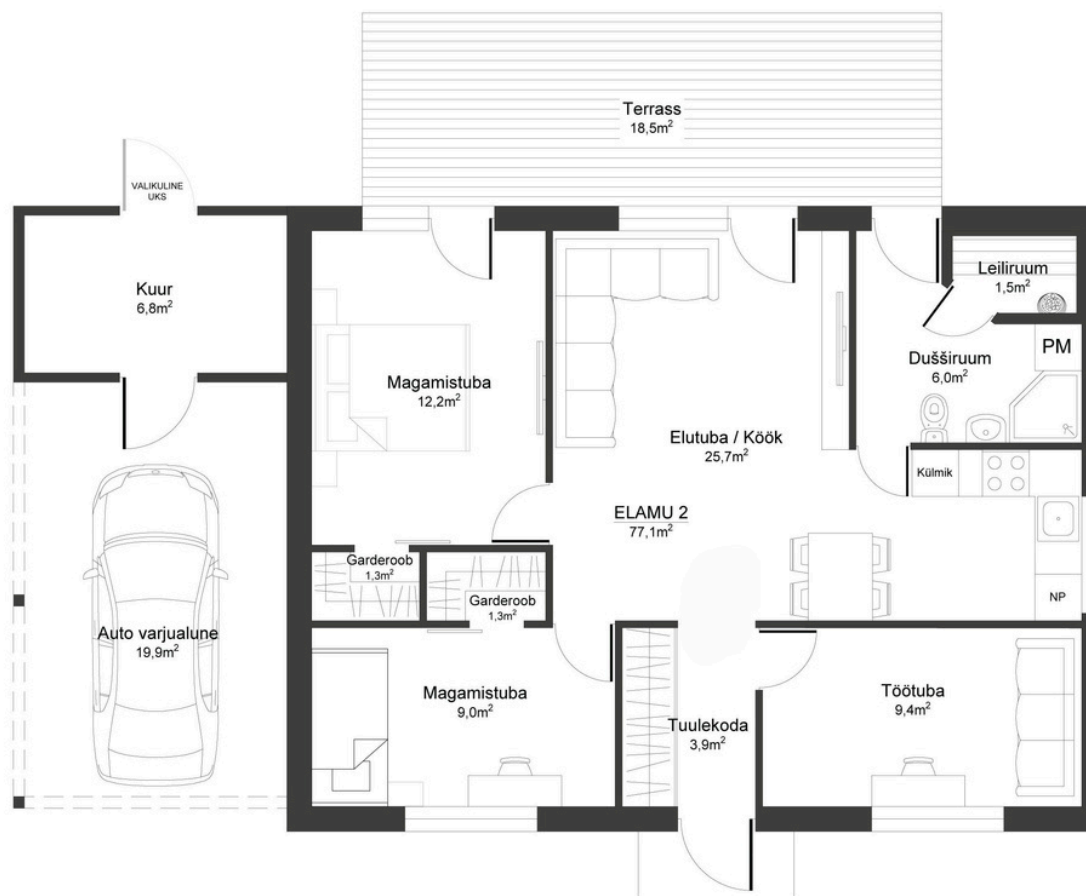 Terrass
18,5m²
VALIKULINE
UKS
Kuur
6,8m²
Leiliruum
1,5m²
PM
Dušširuum
6,0m²
Magamistuba
12,2m²
Elutuba / Köök
25,7m²
Külmik
ELAMU 2
77,1m²
Garderoob
1,3m²
Garderoob
1,3m²
NP
Auto varjualune
19,9m²
Magamistuba
9,0m²
Töötuba
9,4m²
Tuulekoda
3,9m²